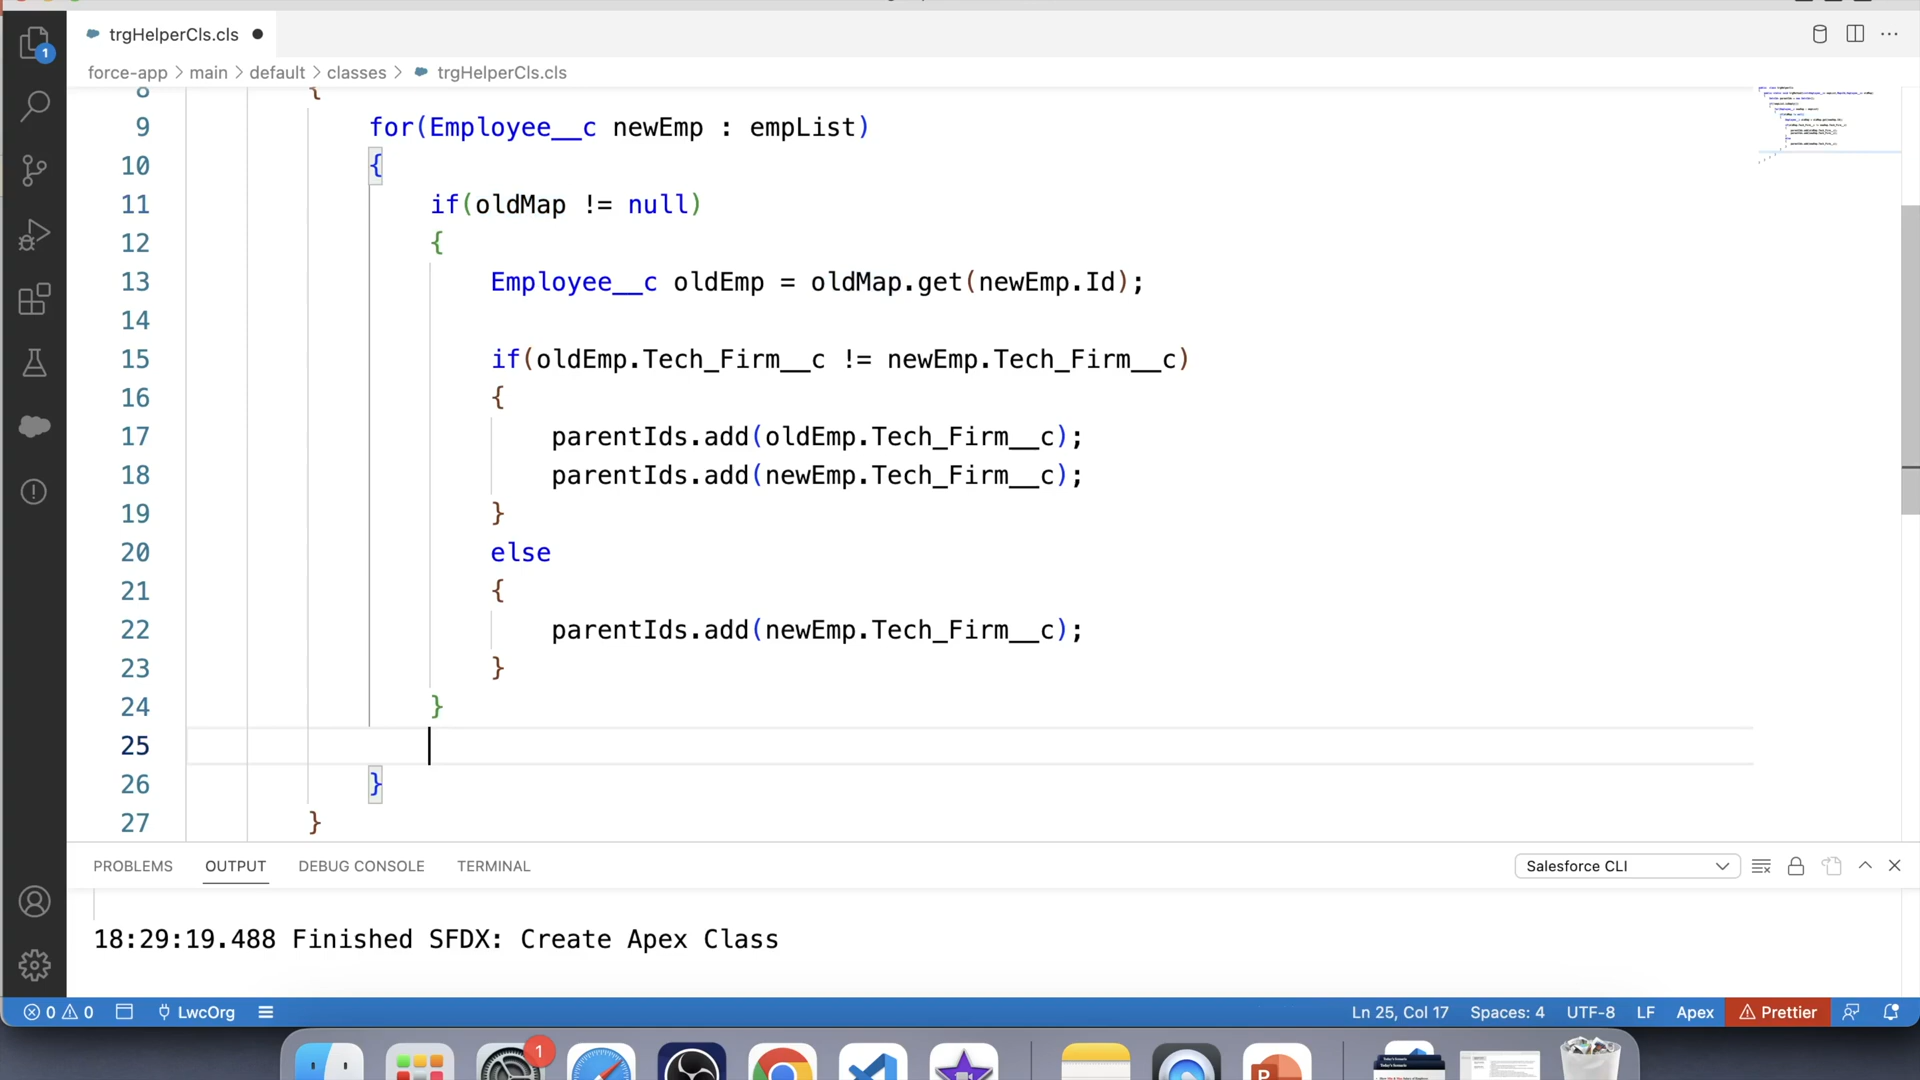 trgHelperCls.cls
1
force-app > main > default > classes > trgHelperCls.cls
8 {
9 for(Employee__c newEmp : empList)
10 {
11 if(oldMap != null)
12 {
13 Employee__c oldEmp = oldMap.get(newEmp.Id);
14
15 if(oldEmp.Tech_Firm__c != newEmp.Tech_Firm__c)
16 {
17 parentIds.add(oldEmp.Tech_Firm__c);
18 parentIds.add(newEmp.Tech_Firm__c);
19 }
20 else
21 {
22 parentIds.add(newEmp.Tech_Firm__c);
23 }
24 }
25
26 }
27 }
PROBLEMS OUTPUT DEBUG CONSOLE TERMINAL Salesforce CLI
18:29:19.488 Finished SFDX: Create Apex Class
0 0 LwcOrg Ln 25, Col 17 Spaces: 4 UTF-8 LF Apex Prettier
1
P